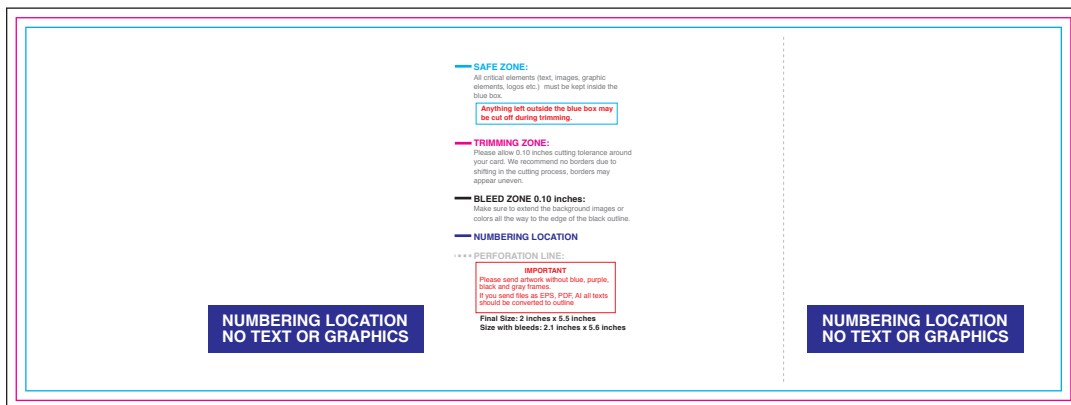 SAFE ZONE:
All critical elements (text, images, graphic
elements, logos etc.) must be kept inside the
blue box.
Anything left outside the blue box may
be cut off during trimming.
TRIMMING ZONE:
Please allow 0.10 inches cutting tolerance around
your card. We recommend no borders due to
shifting in the cutting process, borders may
appear uneven.
BLEED ZONE 0.10 inches:
Make sure to extend the background images or
colors all the way to the edge of the black outline.
NUMBERING LOCATION
PERFORATION LINE:
IMPORTANT
Please send artwork without blue, purple,
black and gray frames.
If you send files as EPS, PDF, AI all texts
should be converted to outline
Final Size: 2 inches x 5.5 inches
Size with bleeds: 2.1 inches x 5.6 inches
NUMBERING LOCATION
NO TEXT OR GRAPHICS
NUMBERING LOCATION
NO TEXT OR GRAPHICS